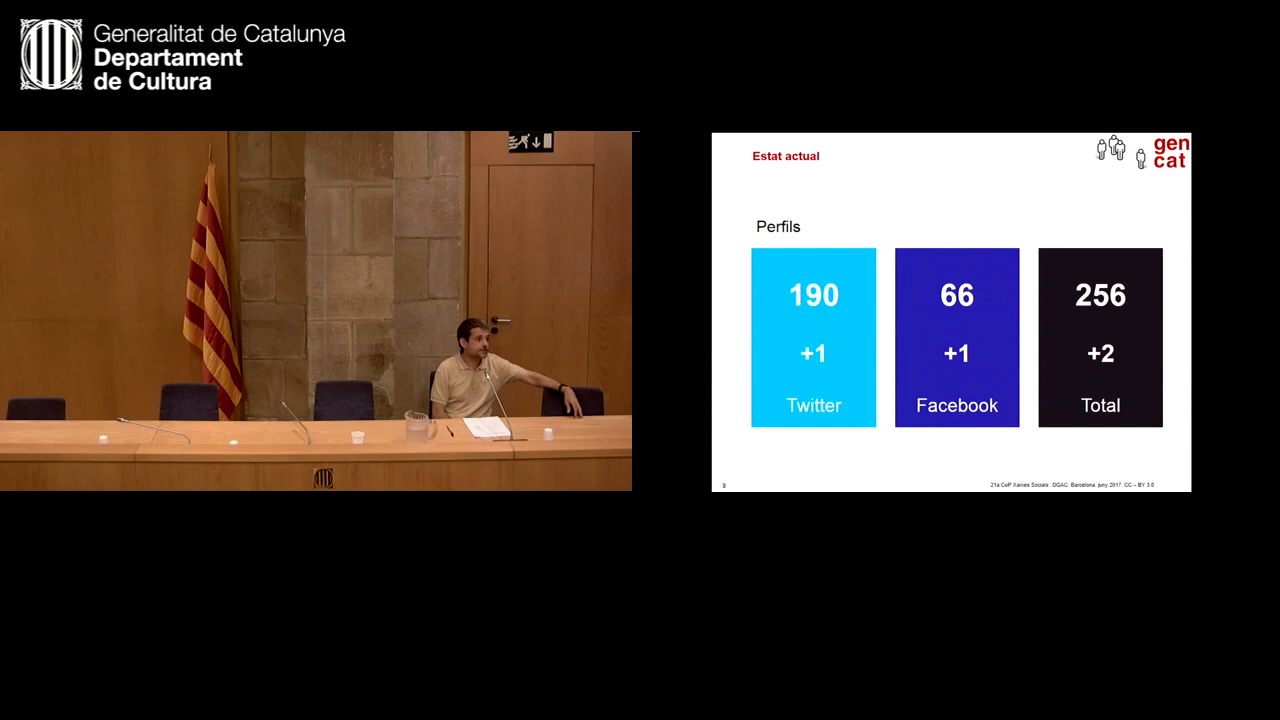 Generalitat de Catalunya
Departament
de Cultura
Estat actual
gen
cat
Perfils
190
+1
Twitter
66
+1
Facebook
256
+2
Total
8
21a CoP Xarxes Socials DGAC. Barcelona juny 2017 CC – BY 3.0